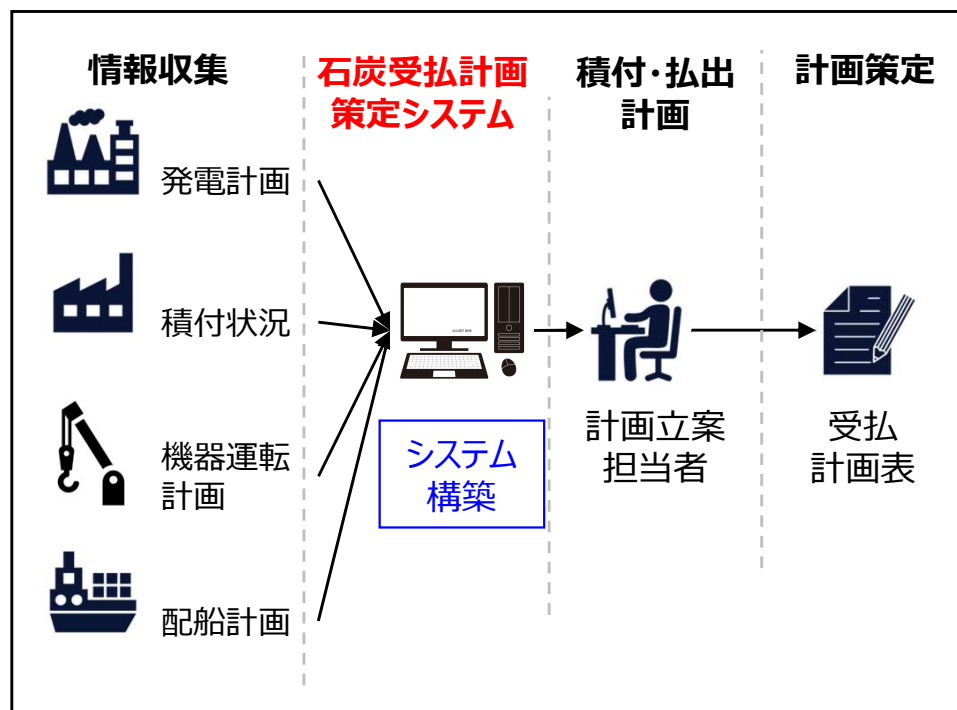 情報収集
石炭受払計画
策定システム
積付・払出
計画
計画策定
発電計画
積付状況
機器運転
計画
配船計画
ILLUST BOX
システム
構築
計画立案
担当者
受払
計画表